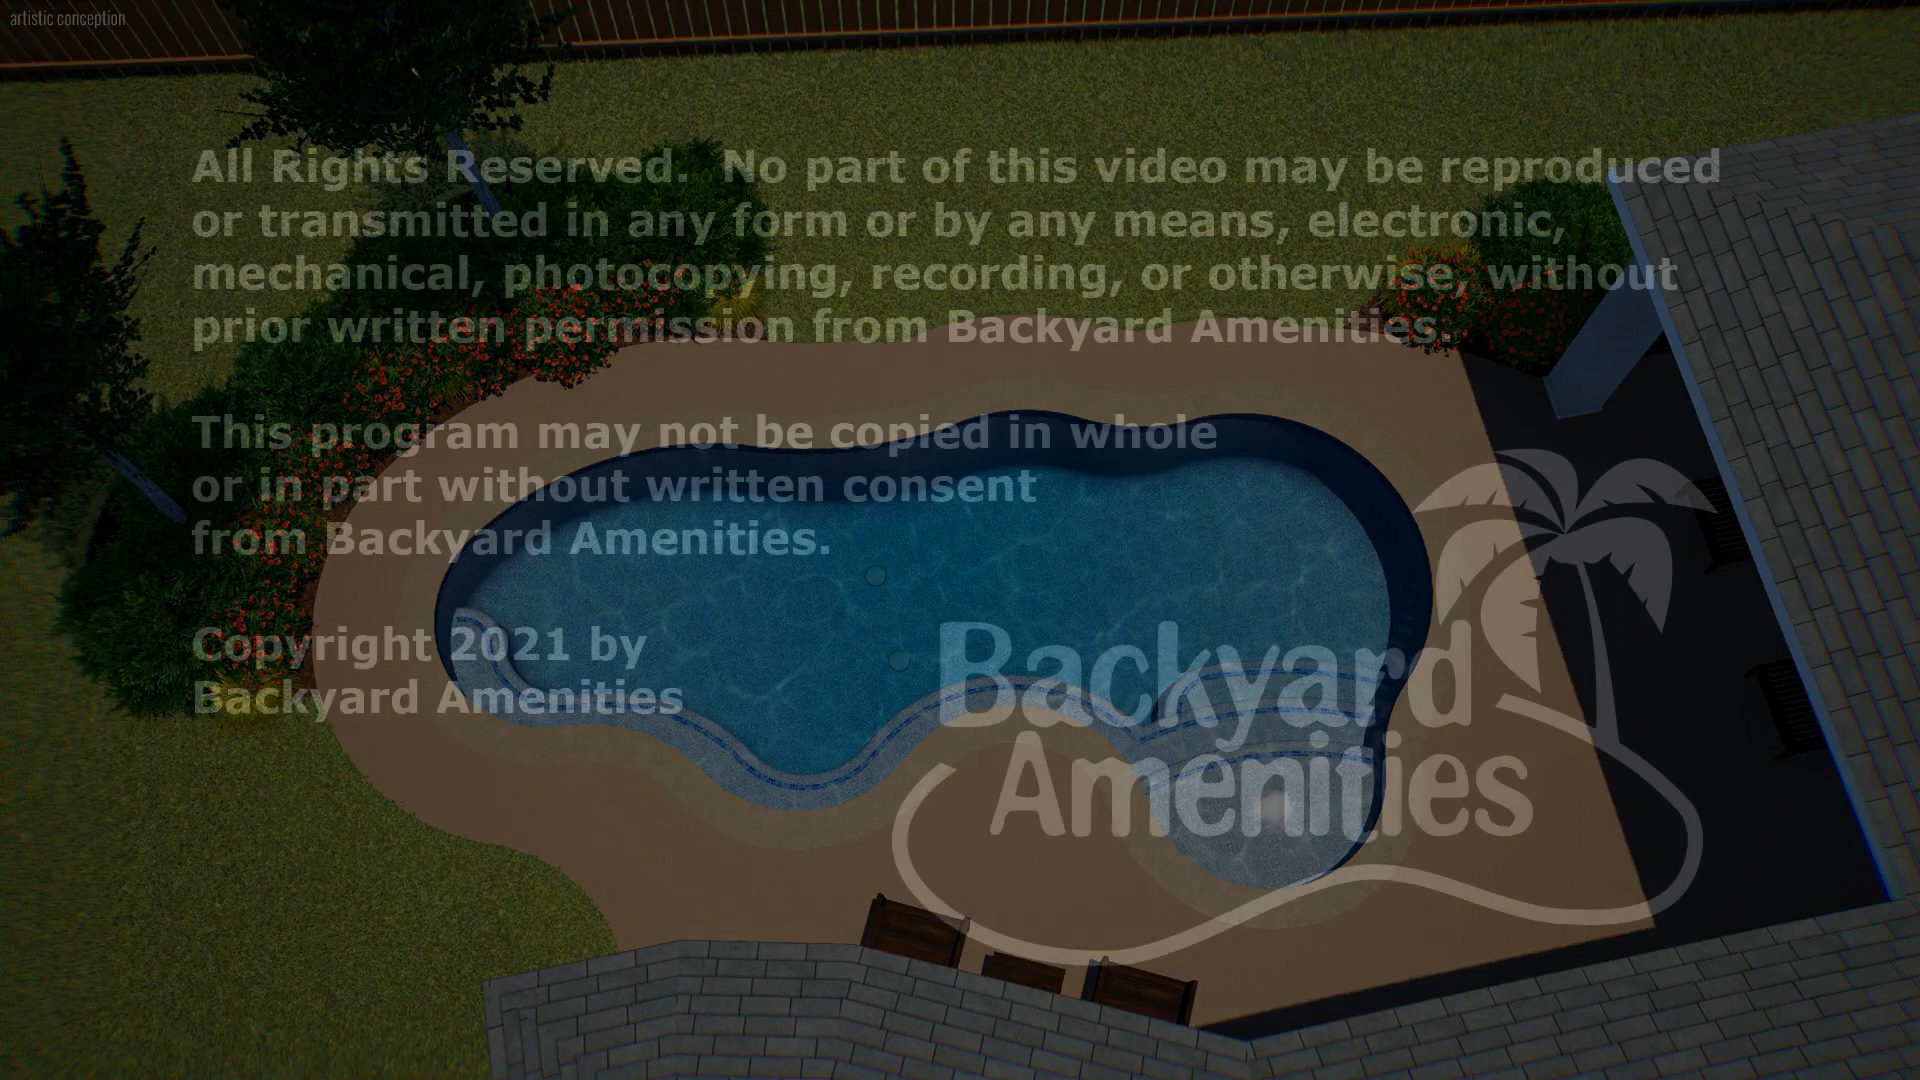 artistic conception
All Rights Reserved.  No part of this video may be reproduced
or transmitted in any form or by any means, electronic,
mechanical, photocopying, recording, or otherwise, without
prior written permission from Backyard Amenities.
This program may not be copied in whole
or in part without written consent
from Backyard Amenities.
Copyright 2021 by
Backyard Amenities
Backyard
Amenities